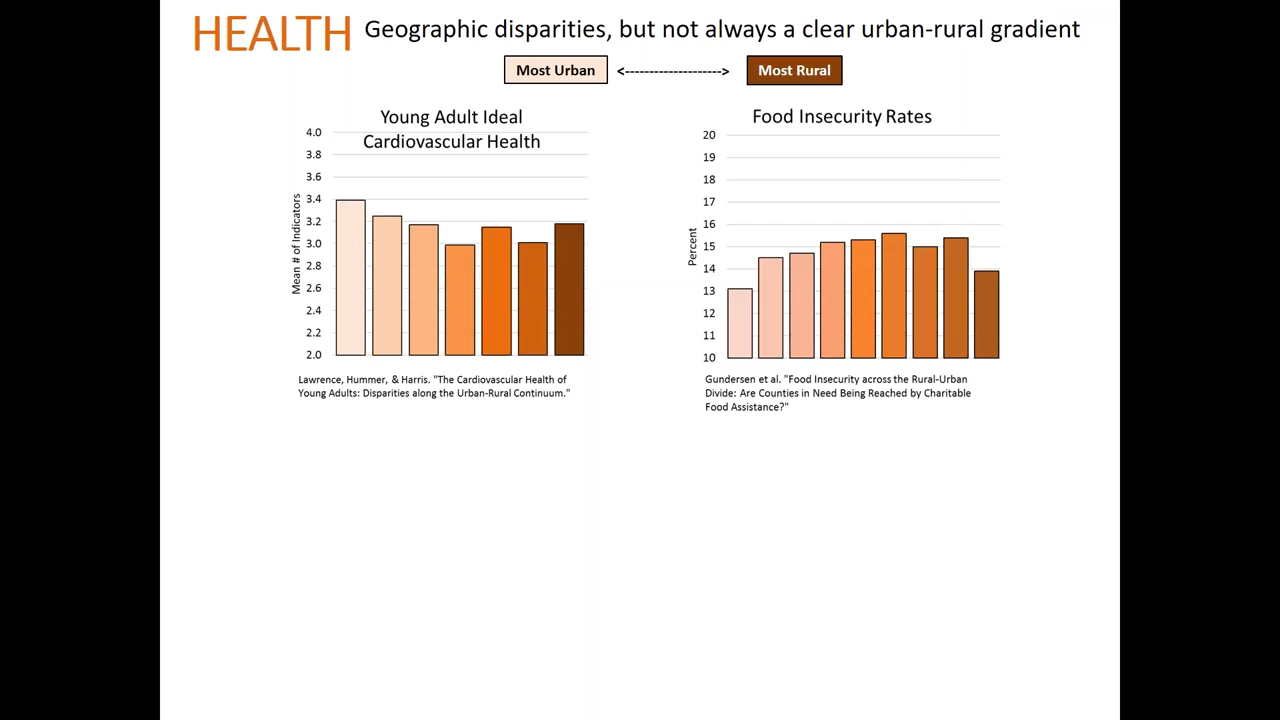 HEALTH Geographic disparities, but not always a clear urban-rural gradient
Most Urban <--------------------> Most Rural
Young Adult Ideal
Cardiovascular Health
4.0
3.8
3.6
3.4
3.2
3.0
2.8
2.6
2.4
2.2
2.0
Mean # of Indicators
Lawrence, Hummer, & Harris. "The Cardiovascular Health of
Young Adults: Disparities along the Urban-Rural Continuum."
Food Insecurity Rates
20
19
18
17
16
15
14
13
12
11
10
Percent
Gundersen et al. "Food Insecurity across the Rural-Urban
Divide: Are Counties in Need Being Reached by Charitable
Food Assistance?"